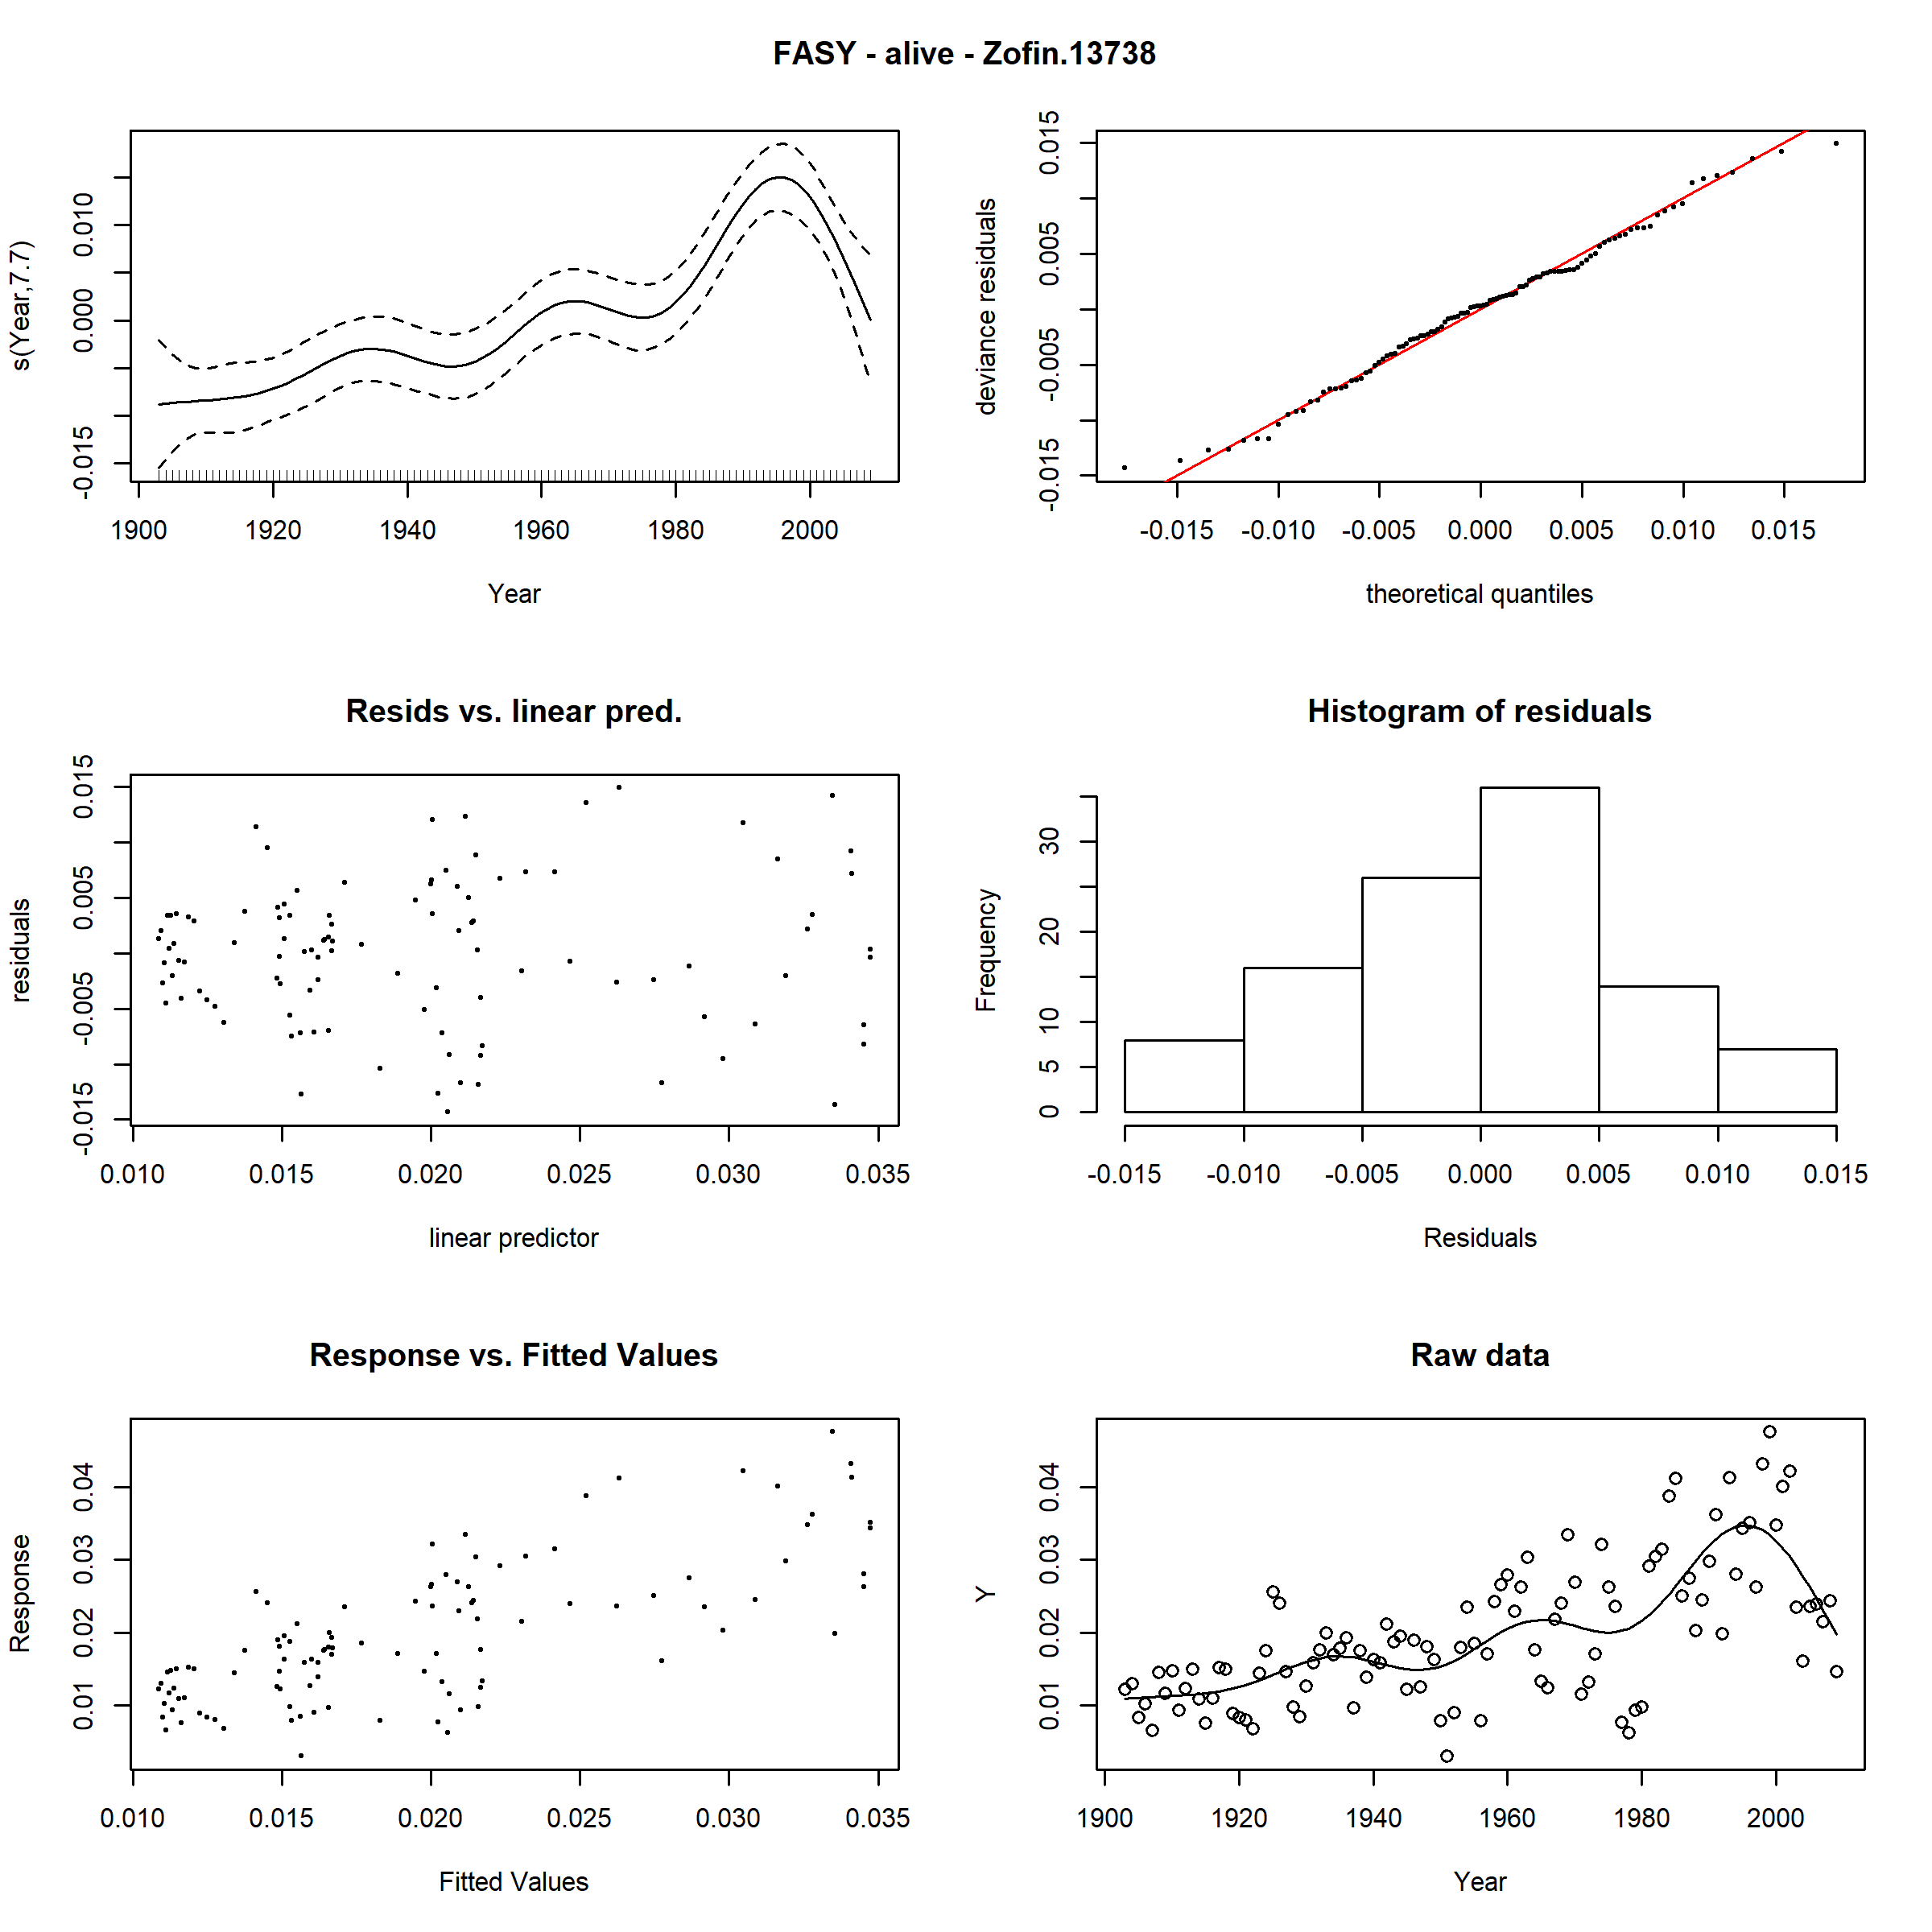 FASY - alive - Zofin.13738
s(Year,7.7)
-0.015 0.000 0.010
1900 1920 1940 1960 1980 2000
Year
deviance residuals
-0.015 -0.005 0.005 0.015
-0.015 -0.010 -0.005 0.000 0.005 0.010 0.015
theoretical quantiles
Resids vs. linear pred.
residuals
-0.015 -0.005 0.005 0.015
0.010 0.015 0.020 0.025 0.030 0.035
linear predictor
Histogram of residuals
Frequency
0 5 10 20 30
-0.015 -0.010 -0.005 0.000 0.005 0.010 0.015
Residuals
Response vs. Fitted Values
Response
0.01 0.02 0.03 0.04
0.010 0.015 0.020 0.025 0.030 0.035
Fitted Values
Raw data
Y
0.01 0.02 0.03 0.04
1900 1920 1940 1960 1980 2000
Year